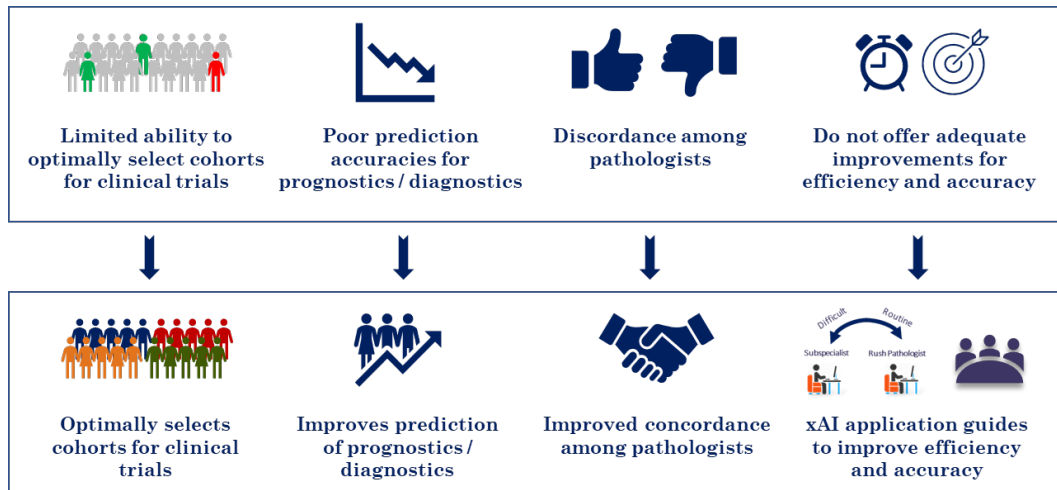 Limited ability to
optimally select cohorts
for clinical trials
Poor prediction
accuracies for
prognostics / diagnostics
Discordance among
pathologists
Do not offer adequate
improvements for
efficiency and accuracy
Optimally selects
cohorts for clinical
trials
Improves prediction
of prognostics /
diagnostics
Improved concordance
among pathologists
Difficult
Routine
Subspecialist
Rush Pathologist
xAI application guides
to improve efficiency
and accuracy